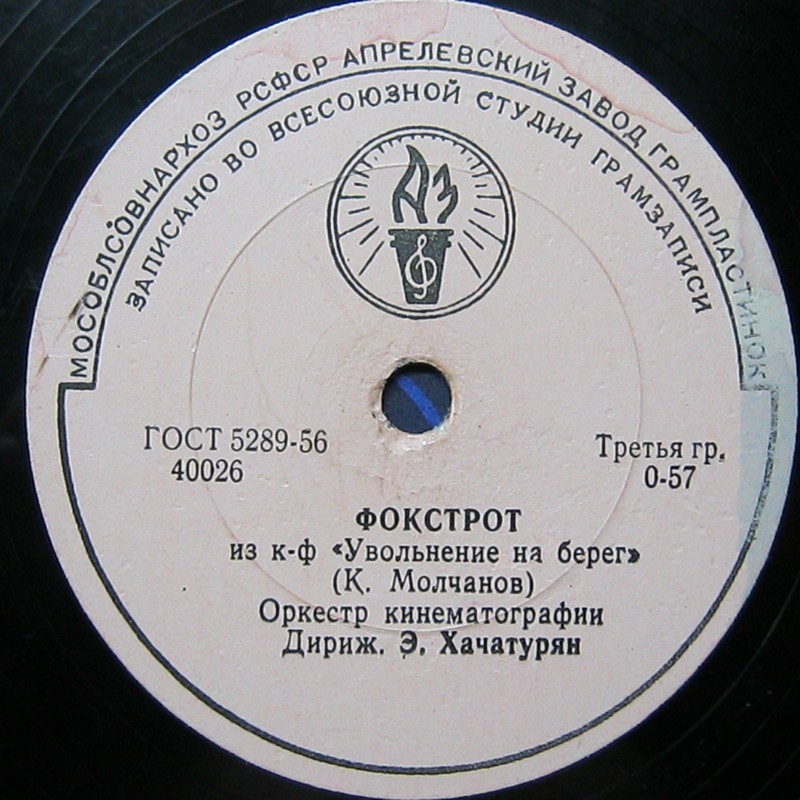 МОСОБЛСОВНАРХОЗ РСФСР АПРЕЛЕВСКИЙ ЗАВОД ГРАМПЛАСТИНОК
ЗАПИСАНО ВО ВСЕСОЮЗНОЙ СТУДИИ ГРАМЗАПИСИ
АЗ
ГОСТ 5289-56
40026
Третья гр.
0-57
ФОКСТРОТ
из к-ф «Увольнение на берег»
(К. Молчанов)
Оркестр кинематографии
Дириж. Э. Хачатурян